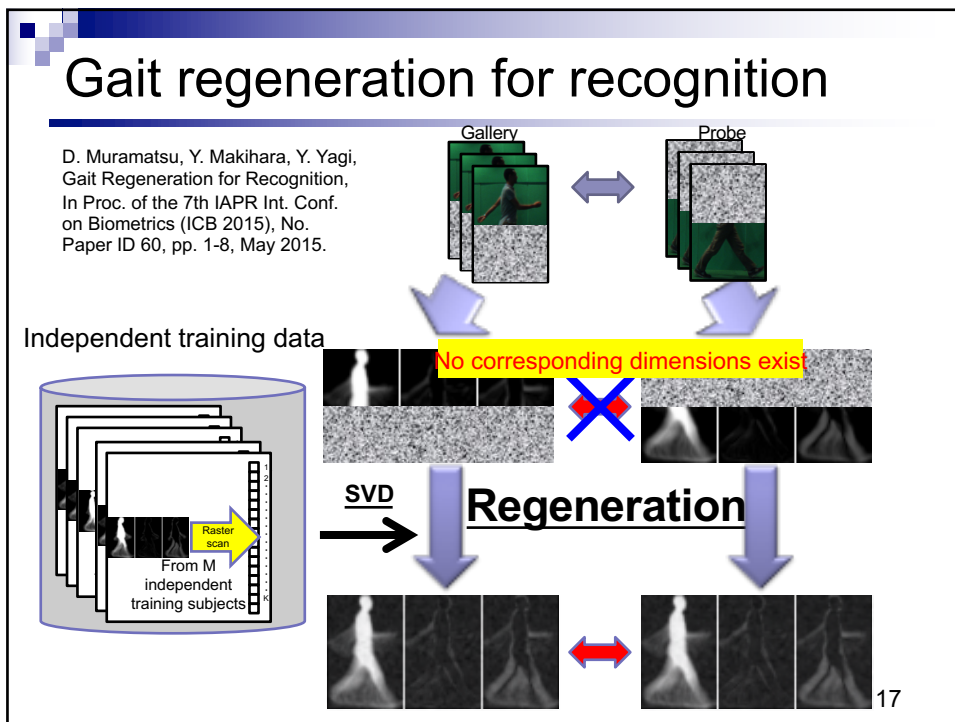 Gait regeneration for recognition
D. Muramatsu, Y. Makihara, Y. Yagi,
Gait Regeneration for Recognition,
In Proc. of the 7th IAPR Int. Conf.
on Biometrics (ICB 2015), No.
Paper ID 60, pp. 1-8, May 2015.
Gallery
Probe
Independent training data
No corresponding dimensions exist
1
2
Raster
scan
K
From M
independent
training subjects
SVD
Regeneration
17